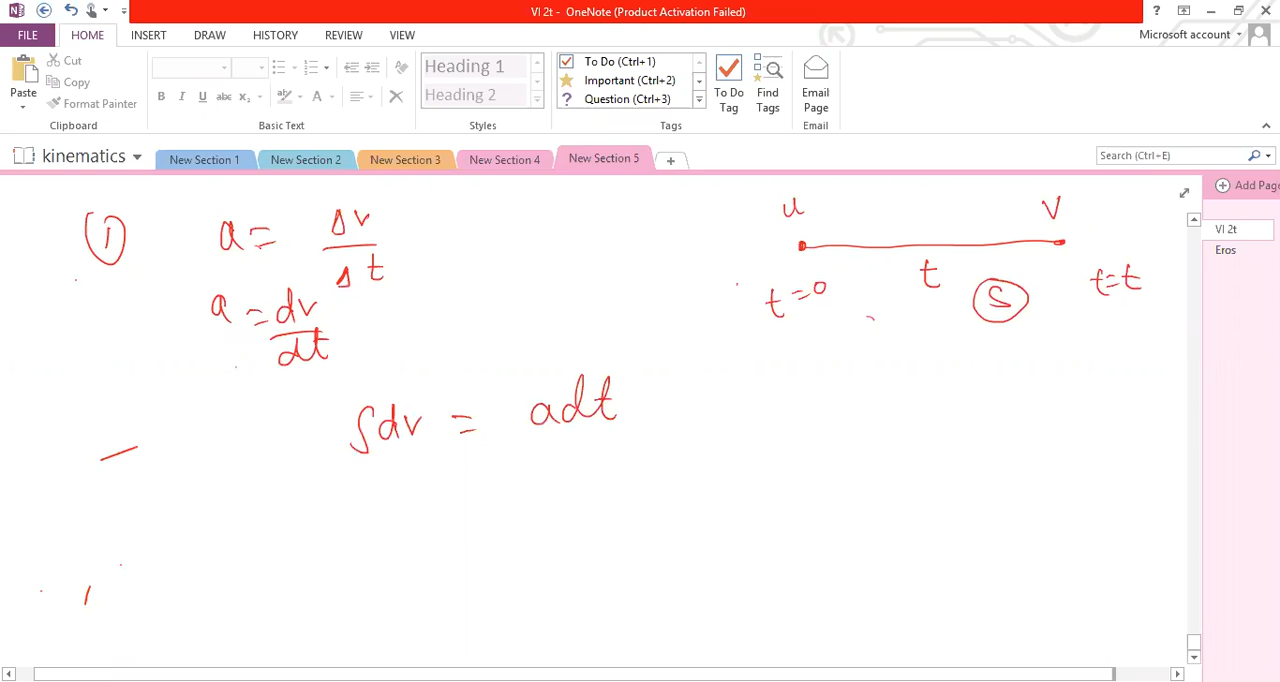 VI 2t - OneNote (Product Activation Failed)
?
Microsoft account
FILE HOME INSERT DRAW HISTORY REVIEW VIEW
Paste
Cut
Copy
Format Painter
Clipboard
B I U abc X₂ A
Basic Text
Heading 1
Heading 2
Styles
To Do (Ctrl+1)
Important (Ctrl+2)
? Question (Ctrl+3)
Tags
To Do Tag
Find Tags
Email Page
Email
kinematics
New Section 1 New Section 2 New Section 3 New Section 4 New Section 5 +
Search (Ctrl+E)
Add Page
VI 2t
Eros
① a = Δv/Δt
a = dv/dt
∫dv = adt
u v
t
t=0 S t=t